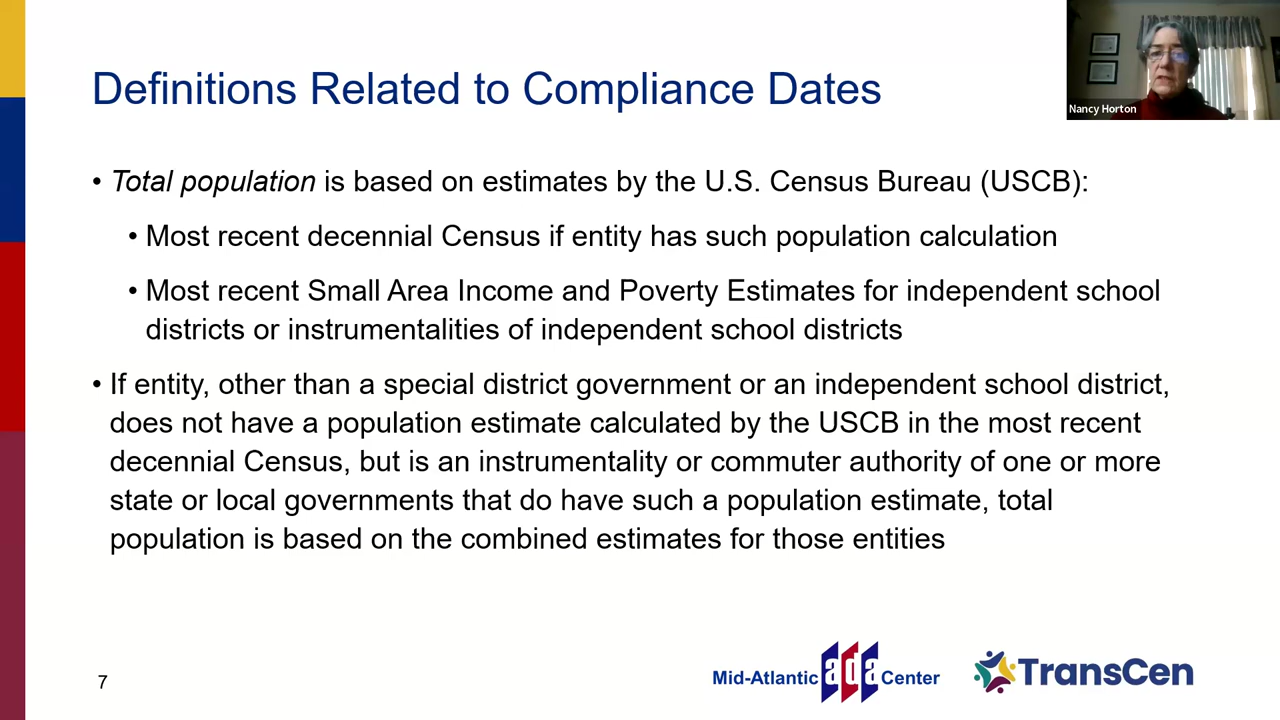 Definitions Related to Compliance Dates
Nancy Horton
• Total population is based on estimates by the U.S. Census Bureau (USCB):
• Most recent decennial Census if entity has such population calculation
• Most recent Small Area Income and Poverty Estimates for independent school
districts or instrumentalities of independent school districts
• If entity, other than a special district government or an independent school district,
does not have a population estimate calculated by the USCB in the most recent
decennial Census, but is an instrumentality or commuter authority of one or more
state or local governments that do have such a population estimate, total
population is based on the combined estimates for those entities
7
Mid-Atlantic ada Center
TransCen